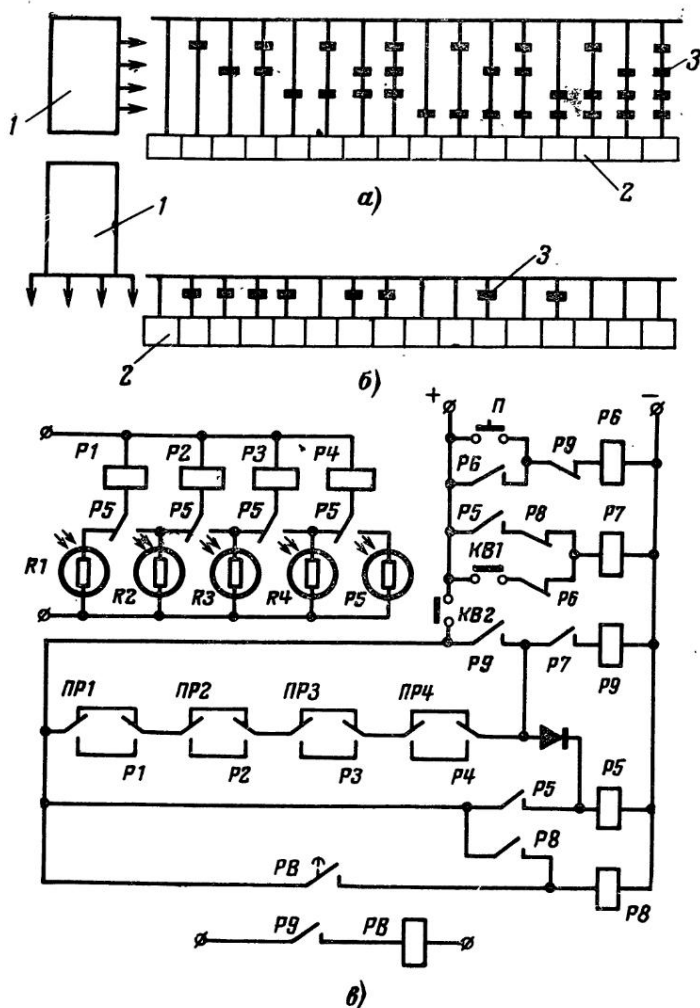 1
3
2
а)
1
3
2
б)
+ П Р6 −
Р1 Р2 Р3 Р4
Р6 Р9
Р5 Р5 Р5 Р5 Р5 Р8 Р7
КВ1
R1 R2 R3 R4 Р5 Р6
КВ2
Р9 Р7 Р9
ПР1 ПР2 ПР3 ПР4
Р1 Р2 Р3 Р4 Р5 Р5
Р8
РВ
Р8
Р9 РВ
в)